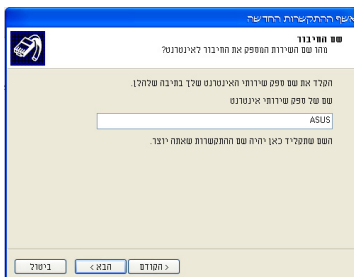 אשף ההתקשרות החדשה
שם החיבור
מהו שם השירות המספק את החיבור לאינטרנט?
הקלד את שם ספק שירותי האינטרנט שלך בתיבה שלהלן.
שם של ספק שירותי אינטרנט
ASUS
השם שתקליד כאן יהיה שם ההתקשרות שאתה יוצר.
< הקודם
הבא >
ביטול